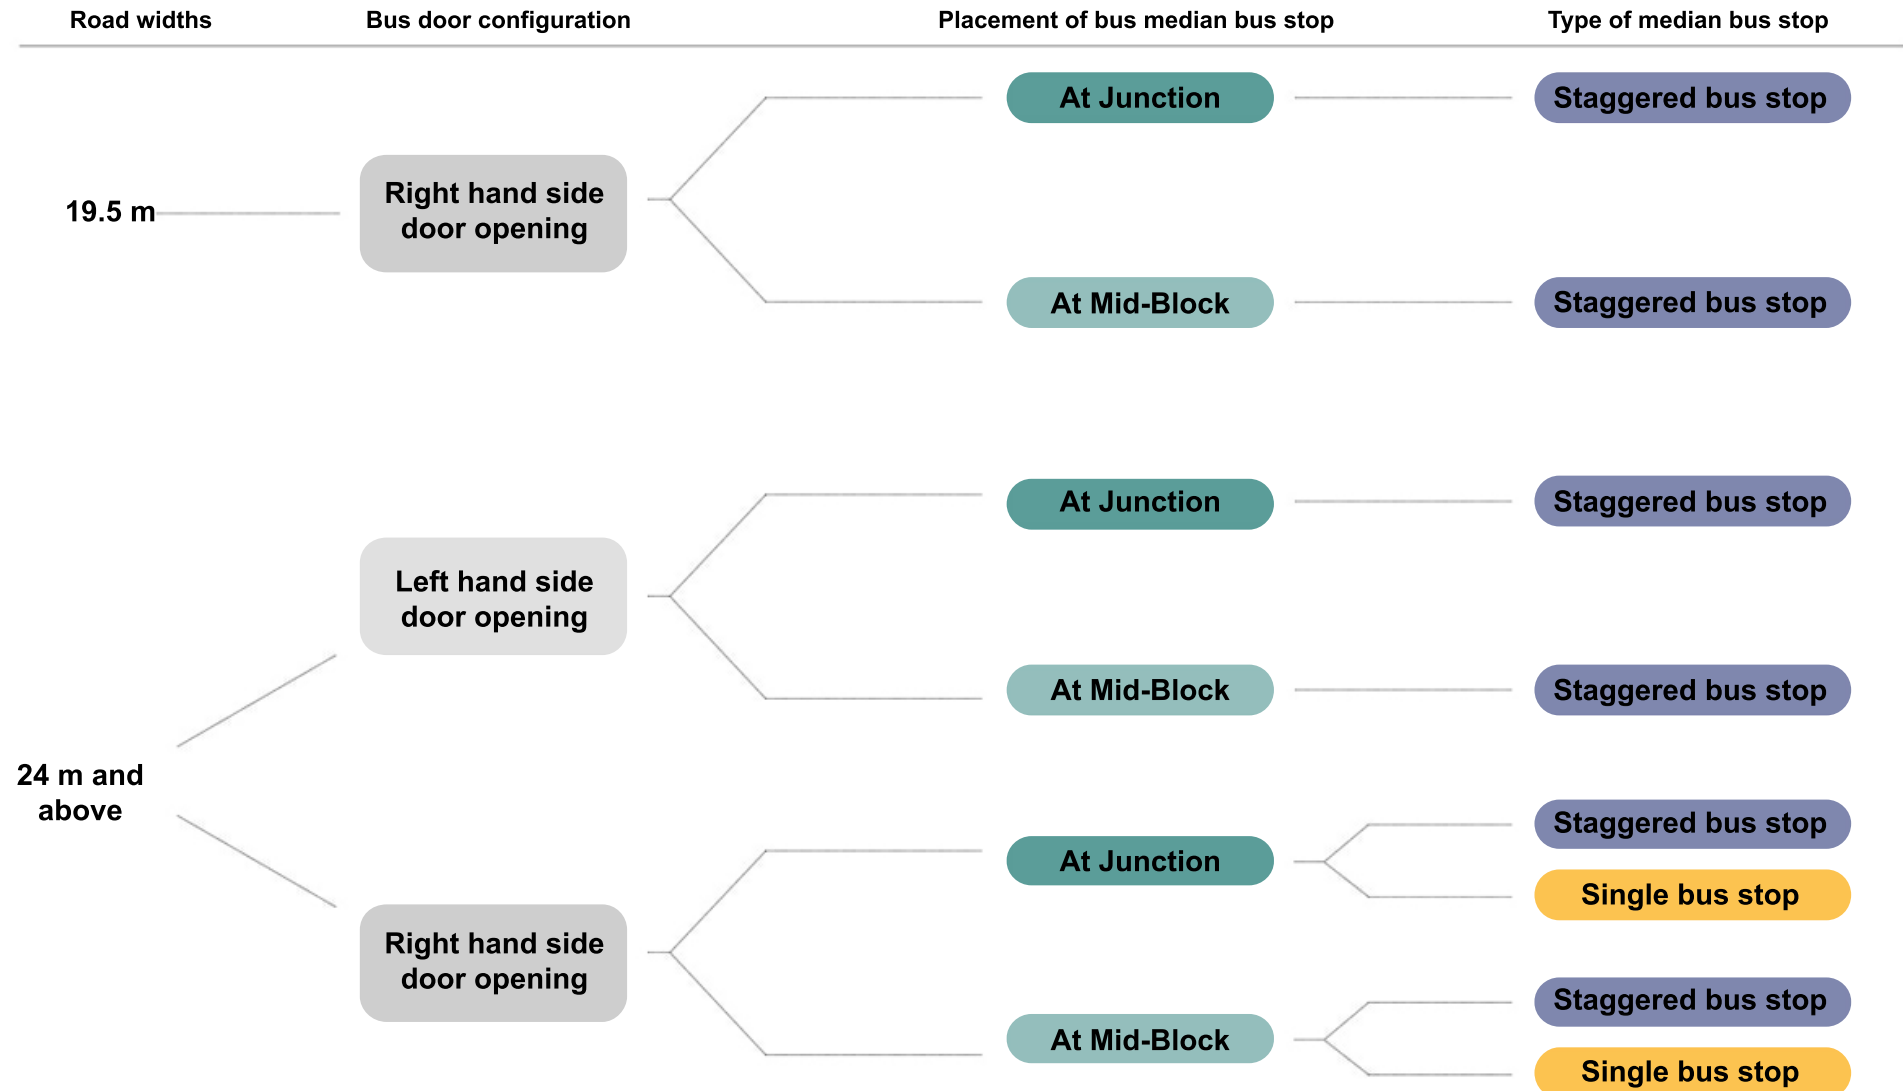 Road widths
Bus door configuration
Placement of bus median bus stop
Type of median bus stop
19.5 m
Right hand side
door opening
At Junction
Staggered bus stop
At Mid-Block
Staggered bus stop
24 m and
above
Left hand side
door opening
At Junction
Staggered bus stop
At Mid-Block
Staggered bus stop
Right hand side
door opening
At Junction
Staggered bus stop
Single bus stop
At Mid-Block
Staggered bus stop
Single bus stop